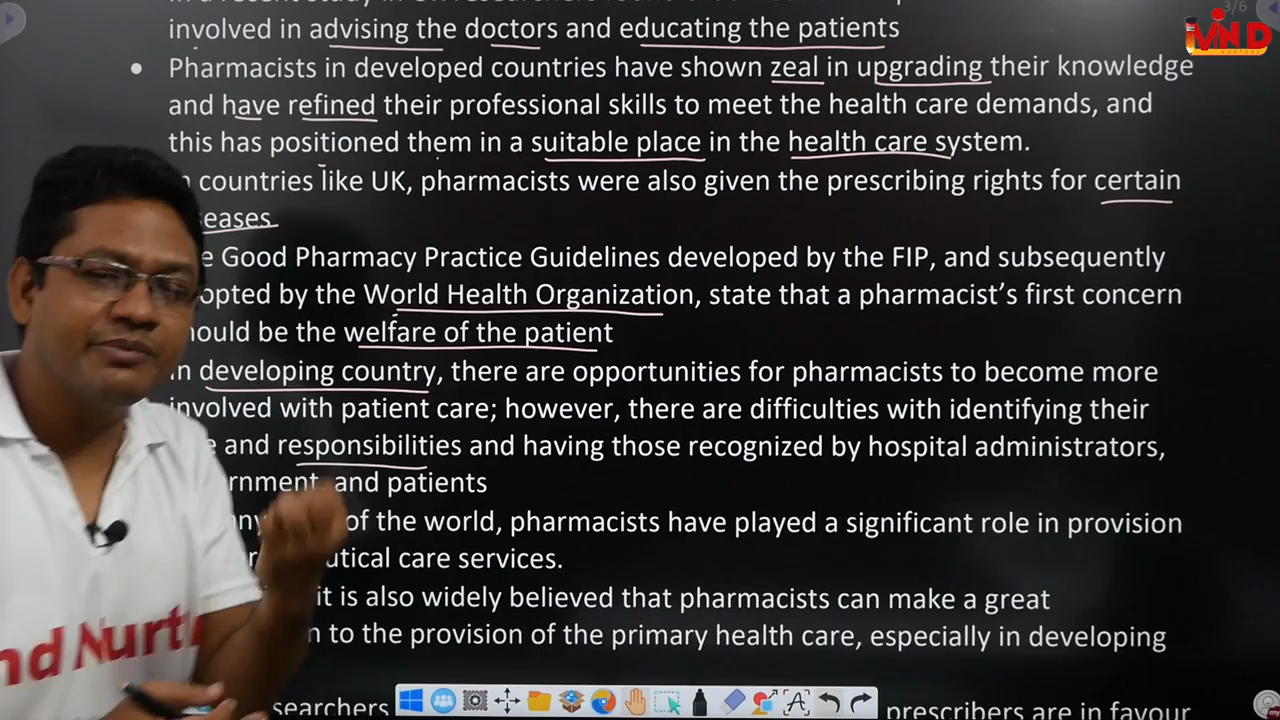 3/6
MIND
involved in advising the doctors and educating the patients
• Pharmacists in developed countries have shown zeal in upgrading their knowledge
and have refined their professional skills to meet the health care demands, and
this has positioned them in a suitable place in the health care system.
countries like UK, pharmacists were also given the prescribing rights for certain
eases
Good Pharmacy Practice Guidelines developed by the FIP, and subsequently
opted by the World Health Organization, state that a pharmacist’s first concern
hould be the welfare of the patient
In developing country, there are opportunities for pharmacists to become more
involved with patient care; however, there are difficulties with identifying their
and responsibilities and having those recognized by hospital administrators,
rnment, and patients
of the world, pharmacists have played a significant role in provision
utical care services.
it is also widely believed that pharmacists can make a great
n to the provision of the primary health care, especially in developing
searchers
prescribers are in favour
nd Nurt